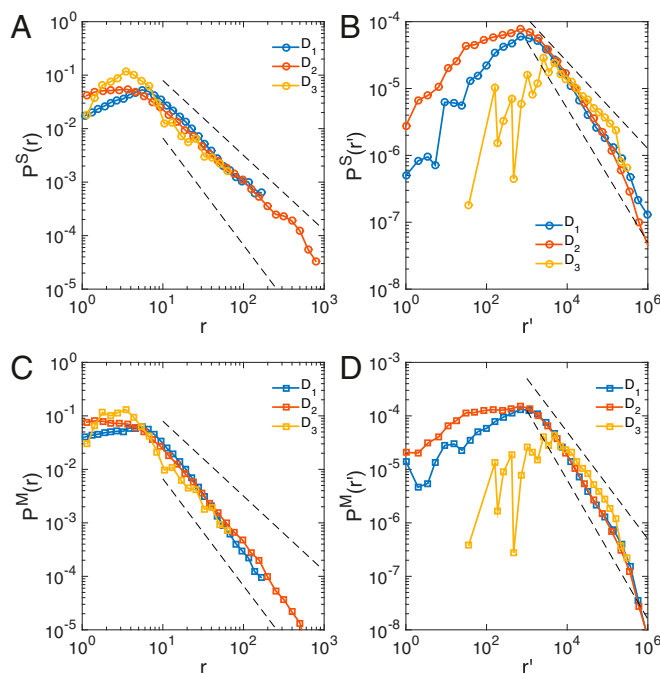 A
B
10^0
10^-1
10^-2
10^-3
10^-4
10^-5
P^S(r)
D_1
D_2
D_3
10^0
10^1
10^2
10^3
r
10^-4
10^-5
10^-6
10^-7
10^-8
P^S(r')
D_1
D_2
D_3
10^0
10^2
10^4
10^6
r'
C
D
10^0
10^-1
10^-2
10^-3
10^-4
10^-5
P^M(r)
D_1
D_2
D_3
10^0
10^1
10^2
10^3
r
10^-3
10^-4
10^-5
10^-6
10^-7
10^-8
P^M(r')
D_1
D_2
D_3
10^0
10^2
10^4
10^6
r'